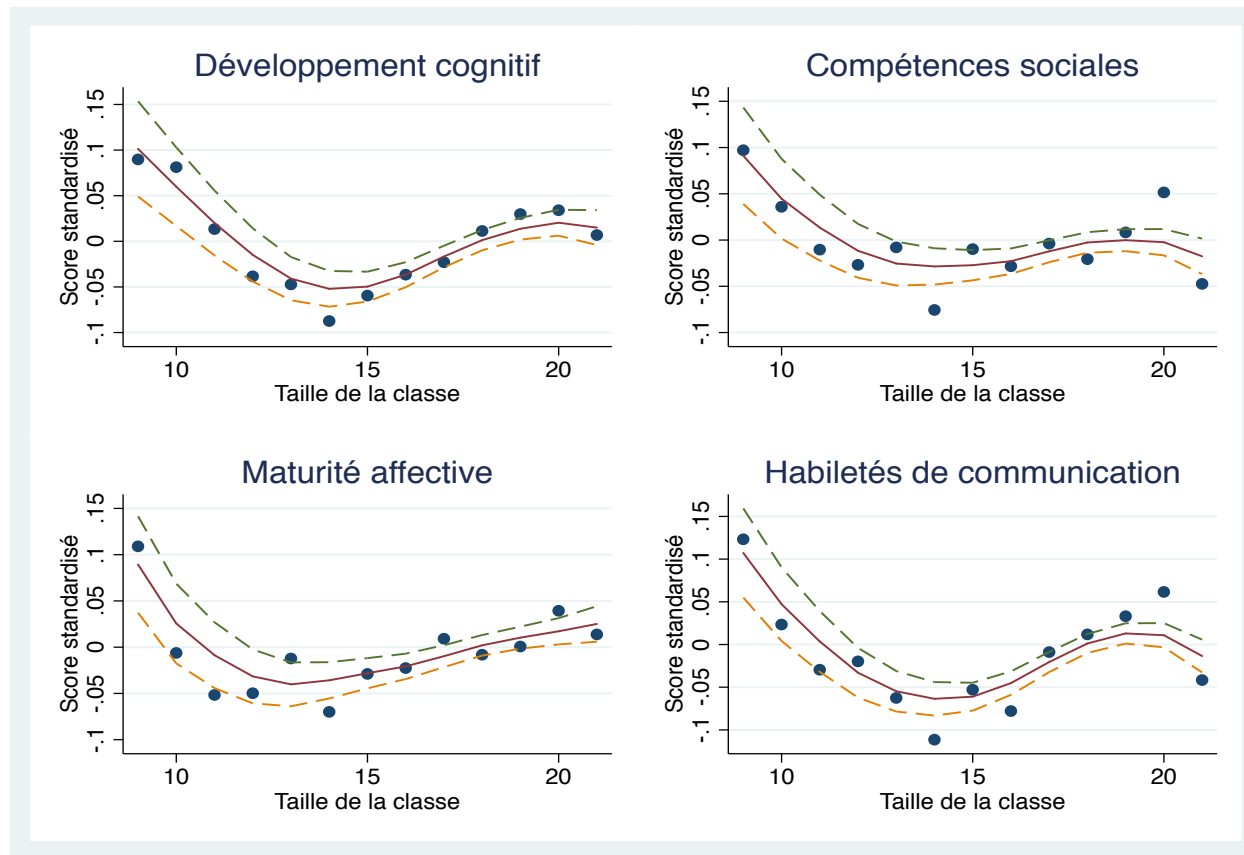 Développement cognitif
Score standardisé
-.1 -.05 0 .05 .1 .15
10 15 20
Taille de la classe
Compétences sociales
Score standardisé
-.1 -.05 0 .05 .1 .15
10 15 20
Taille de la classe
Maturité affective
Score standardisé
-.1 -.05 0 .05 .1 .15
10 15 20
Taille de la classe
Habiletés de communication
Score standardisé
-.1 -.05 0 .05 .1 .15
10 15 20
Taille de la classe